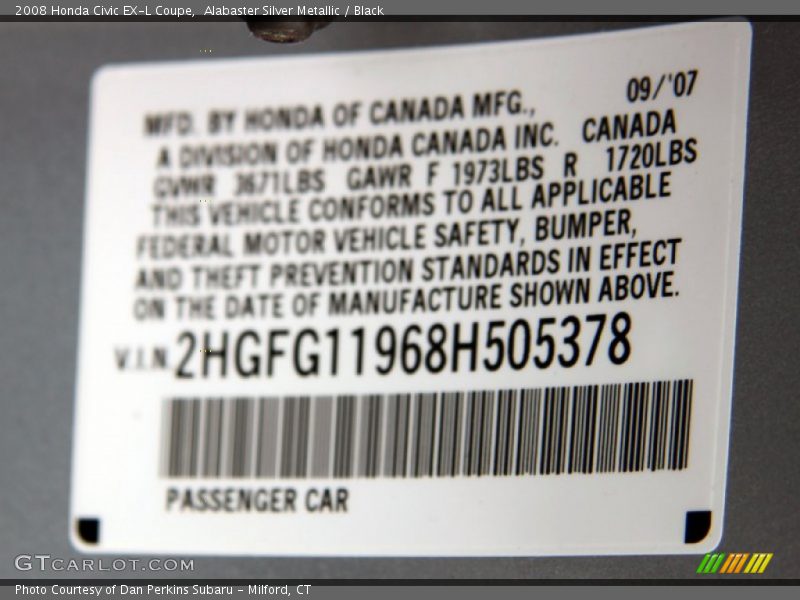 2008 Honda Civic EX-L Coupe, Alabaster Silver Metallic / Black
09/'07
MFD. BY HONDA OF CANADA MFG.,
A DIVISION OF HONDA CANADA INC. CANADA
GVWR 3671LBS GAWR F 1973LBS R 1720LBS
THIS VEHICLE CONFORMS TO ALL APPLICABLE
FEDERAL MOTOR VEHICLE SAFETY, BUMPER,
AND THEFT PREVENTION STANDARDS IN EFFECT
ON THE DATE OF MANUFACTURE SHOWN ABOVE.
V.I.N. 2HGFG11968H505378
PASSENGER CAR
GTCARLOT.COM
Photo Courtesy of Dan Perkins Subaru - Milford, CT